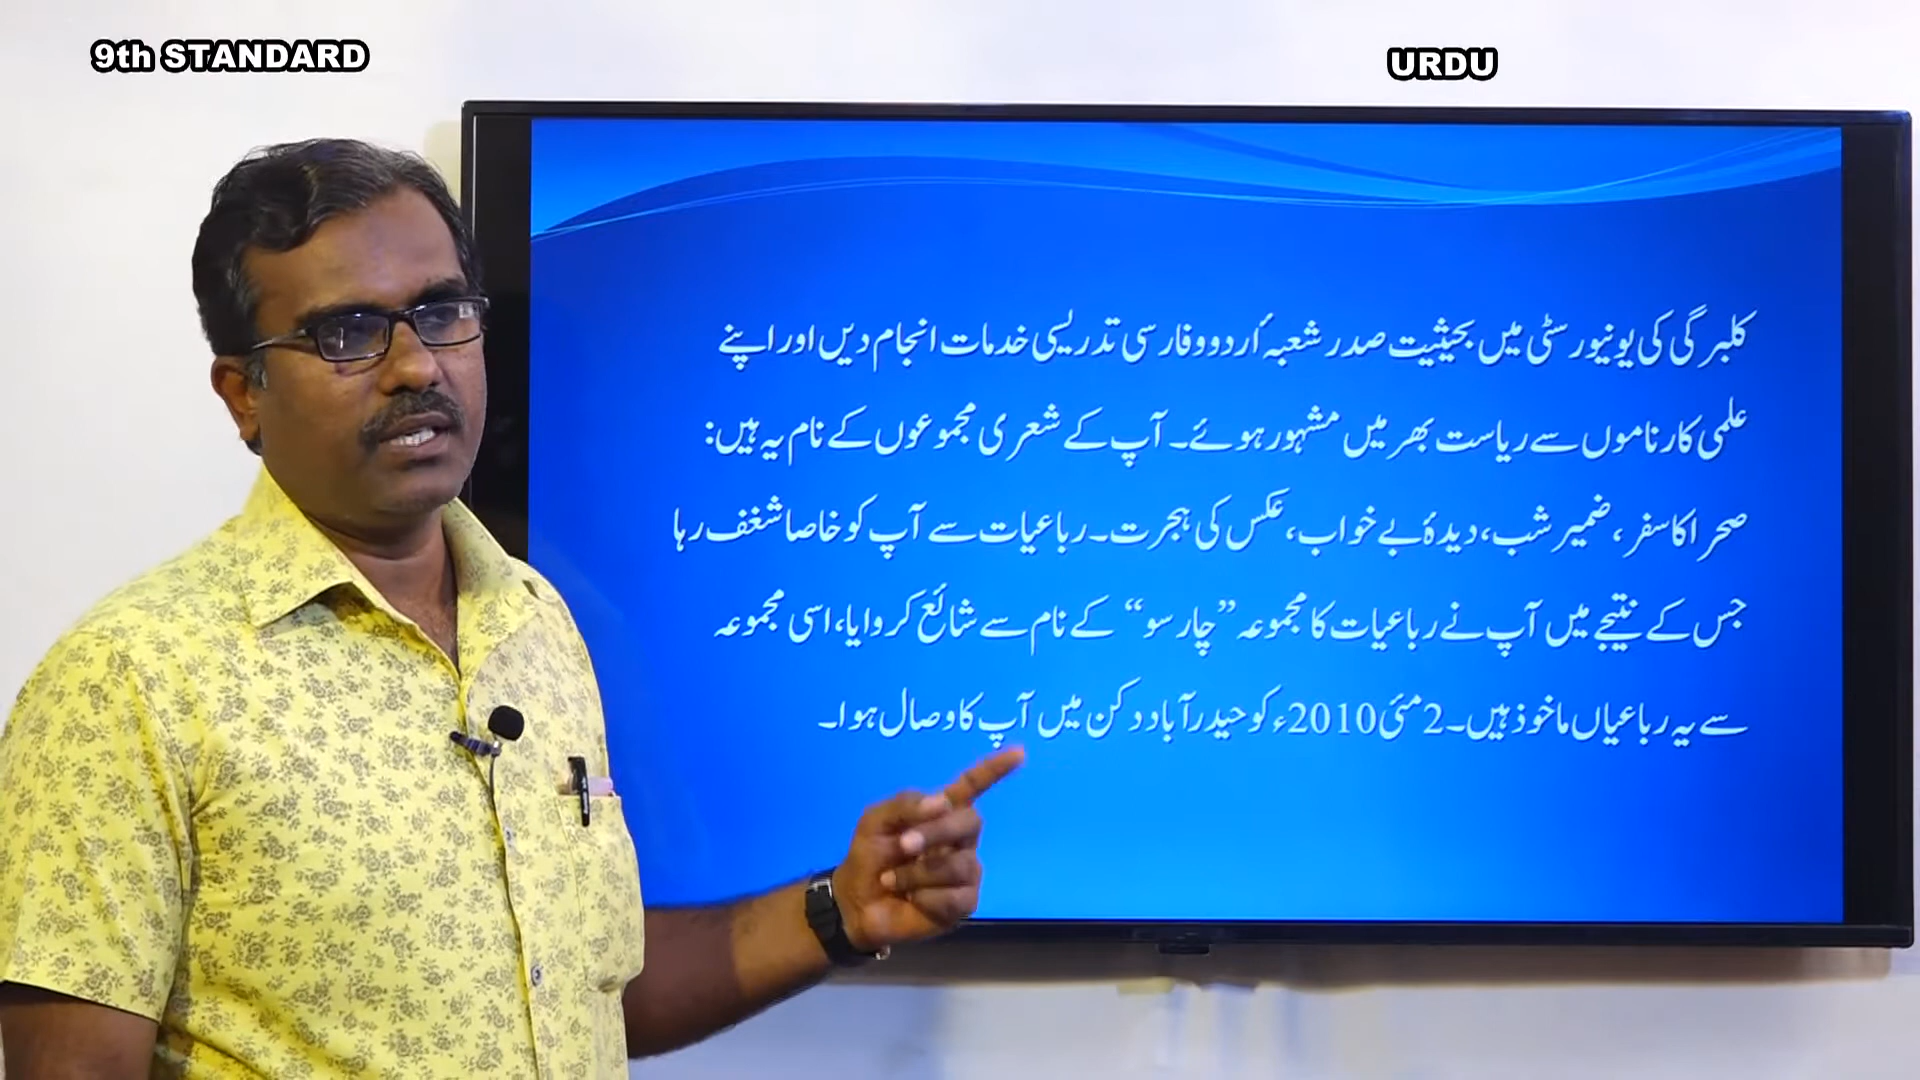 9th STANDARD
URDU
کلبرگی کی یونیورسٹی میں بحیثیت صدر شعبۂ اُردو و فارسی تدریسی خدمات انجام دیں اور اپنے
علمی کارناموں سے ریاست بھر میں مشہور ہوئے۔ آپ کے شعری مجموعوں کے نام یہ ہیں:
صحرا کا سفر، ضمیر شب، دیدۂ بے خواب، عکس کی ہجرت۔ رباعیات سے آپ کو خاصا شغف رہا
جس کے نتیجے میں آپ نے رباعیات کا مجموعہ ”چار سو“ کے نام سے شائع کروایا، اسی مجموعہ
سے یہ رباعیاں ماخوذ ہیں۔ 2 مئی 2010ء کو حیدرآباد دکن میں آپ کا وصال ہوا۔